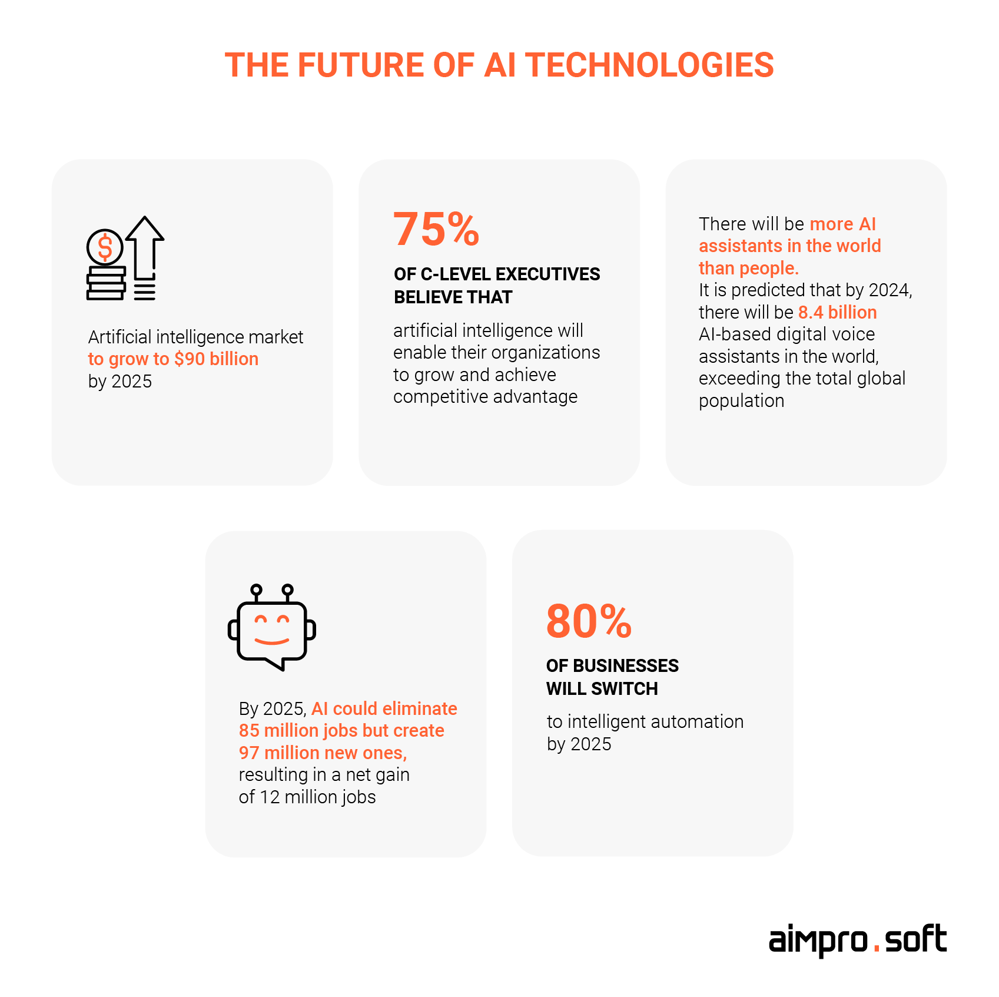 THE FUTURE OF AI TECHNOLOGIES
$
Artificial intelligence market
to grow to $90 billion
by 2025
75%
OF C-LEVEL EXECUTIVES
BELIEVE THAT
artificial intelligence will
enable their organizations
to grow and achieve
competitive advantage
There will be more AI
assistants in the world
than people.
It is predicted that by 2024,
there will be 8.4 billion
AI-based digital voice
assistants in the world,
exceeding the total global
population
By 2025, AI could eliminate
85 million jobs but create
97 million new ones,
resulting in a net gain
of 12 million jobs
80%
OF BUSINESSES
WILL SWITCH
to intelligent automation
by 2025
aimpro.soft